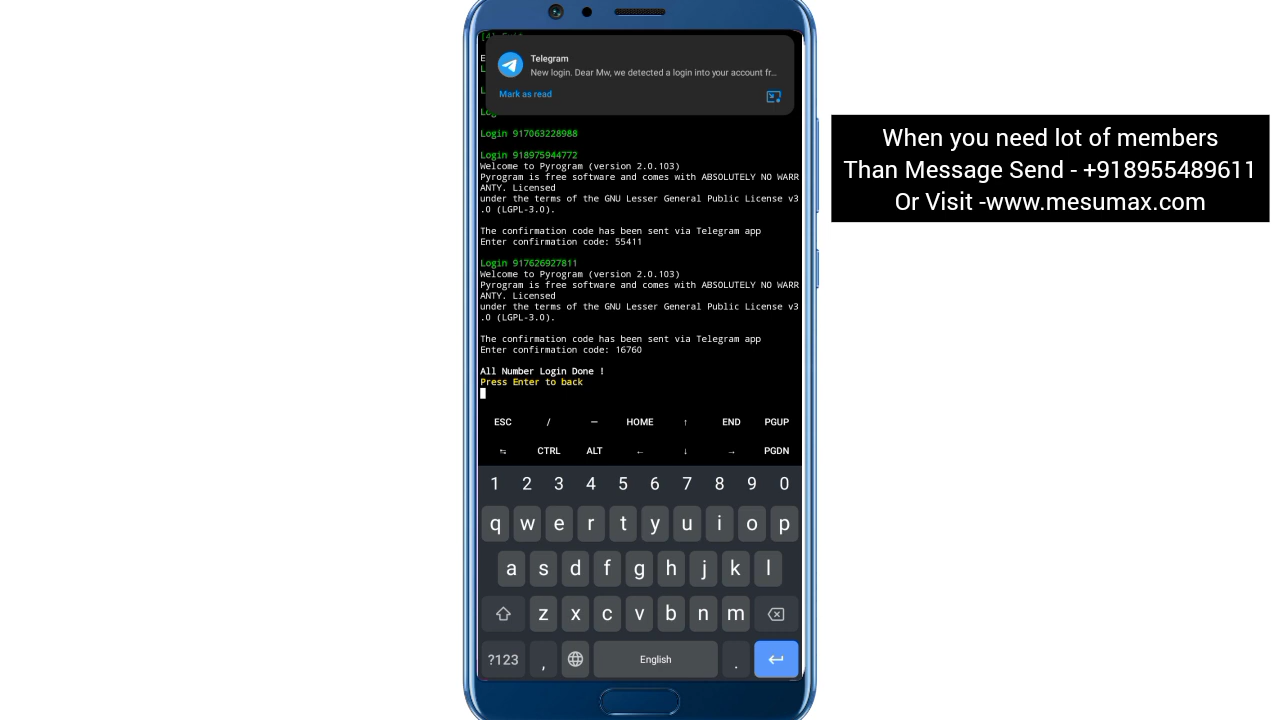 [4] Exit
Telegram
New login. Dear Mw, we detected a login into your account fr...
Mark as read
Login 917063228988
Login 918975944772
Welcome to Pyrogram (version 2.0.103)
Pyrogram is free software and comes with ABSOLUTELY NO WARR
ANTY. Licensed
under the terms of the GNU Lesser General Public License v3
.0 (LGPL-3.0).
The confirmation code has been sent via Telegram app
Enter confirmation code: 55411
Login 917626927811
Welcome to Pyrogram (version 2.0.103)
Pyrogram is free software and comes with ABSOLUTELY NO WARR
ANTY. Licensed
under the terms of the GNU Lesser General Public License v3
.0 (LGPL-3.0).
The confirmation code has been sent via Telegram app
Enter confirmation code: 16760
All Number Login Done !
Press Enter to back
ESC / — HOME ↑ END PGUP
⇆ CTRL ALT ← ↓ → PGDN
1 2 3 4 5 6 7 8 9 0
q w e r t y u i o p
a s d f g h j k l
z x c v b n m
?123 , English .
When you need lot of members
Than Message Send - +918955489611
Or Visit -www.mesumax.com